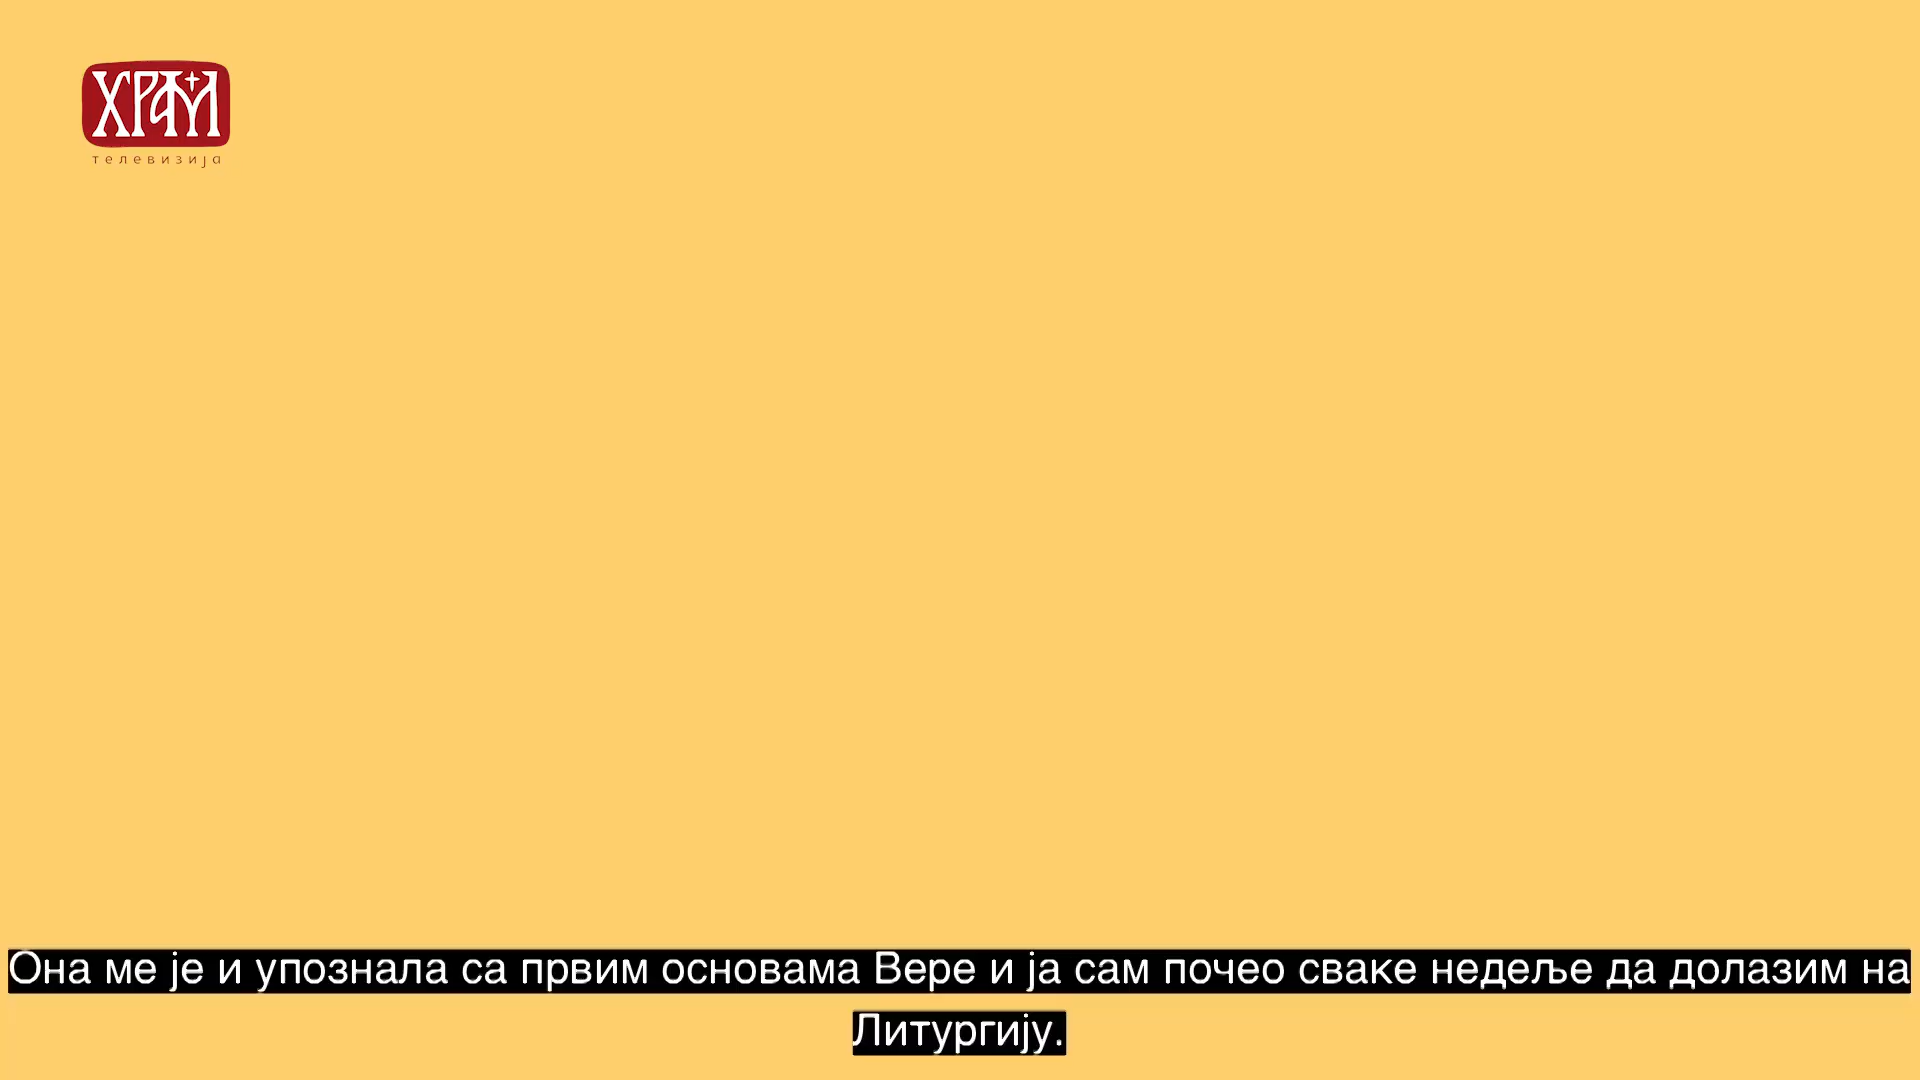 ХРАМ
телевизија
Она ме је и упознала са првим основама Вере и ја сам почео сваке недеље да долазим на
Литургију.